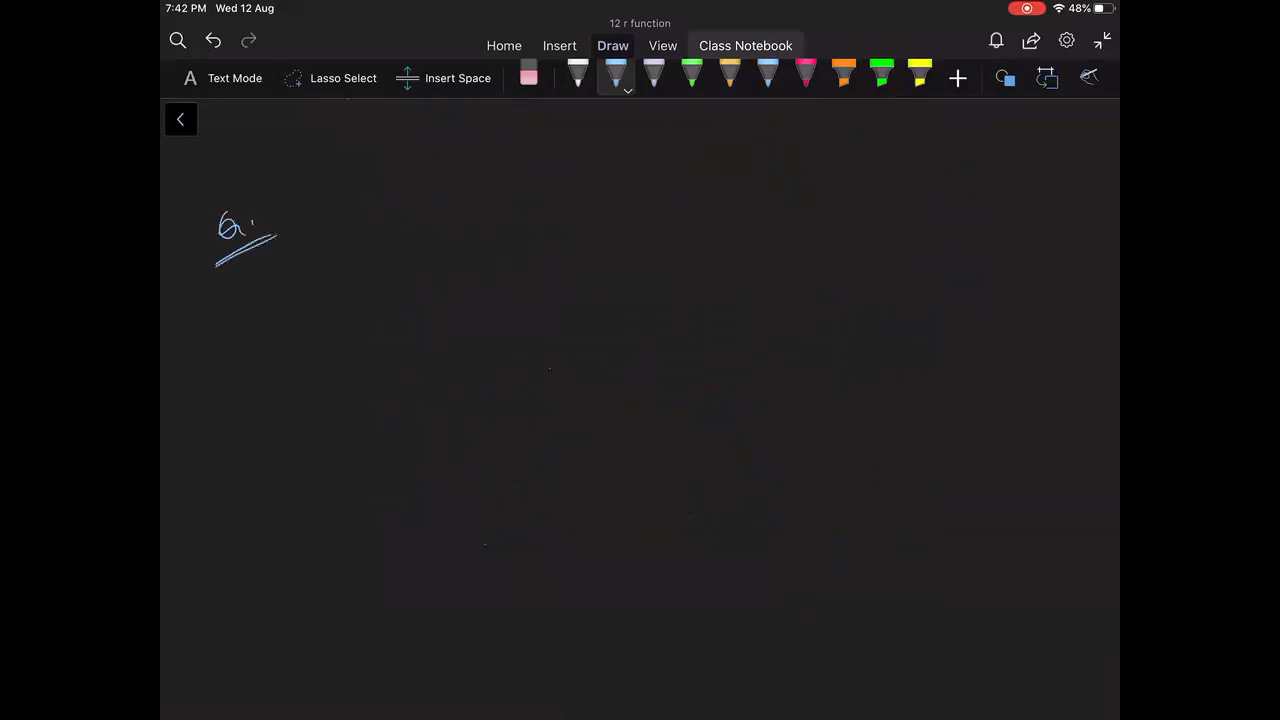 7:42 PM Wed 12 Aug 48%
12 r function
Home Insert Draw View Class Notebook
A Text Mode Lasso Select Insert Space
Q.